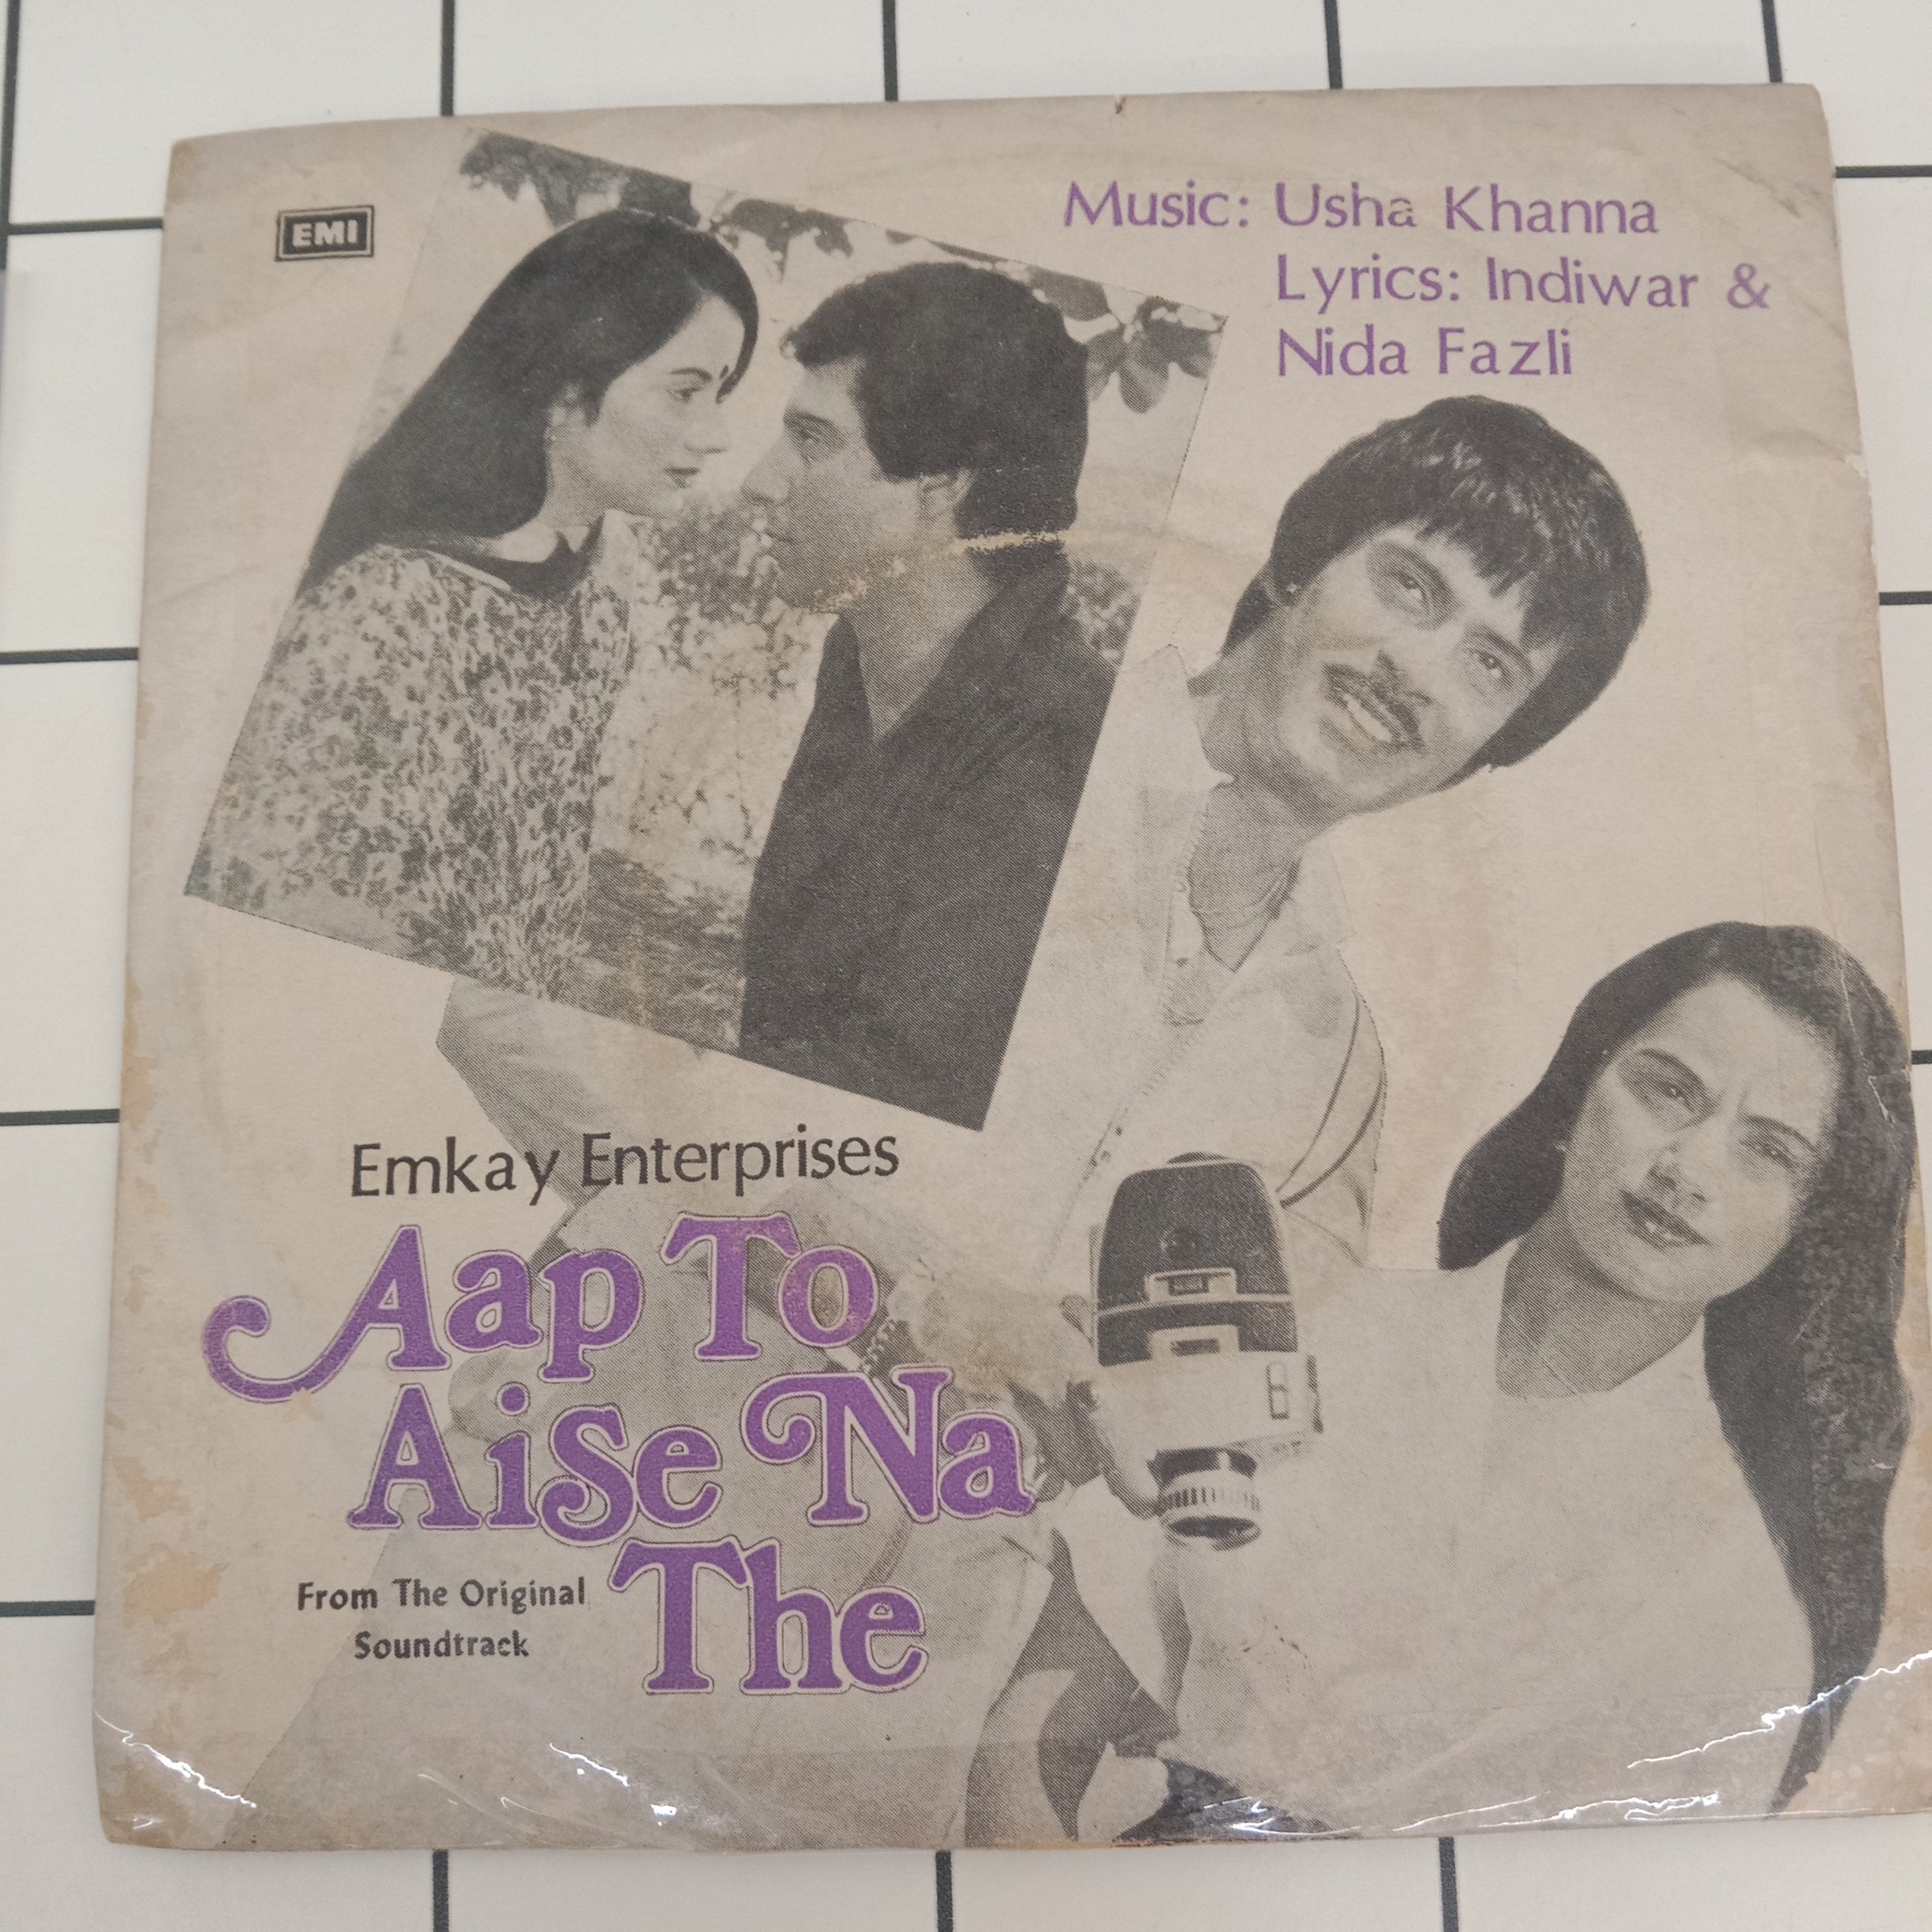 EMI
Music: Usha Khanna
Lyrics: Indiwar &
Nida Fazli
Emkay Enterprises
Aap To
Aise Na
The
From The Original
Soundtrack